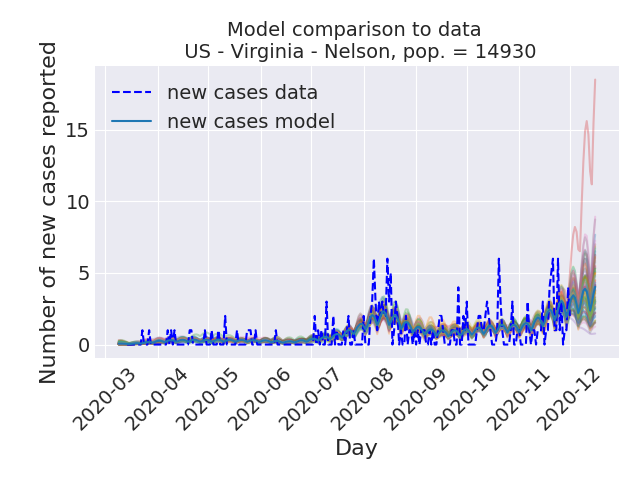 Model comparison to data
US - Virginia - Nelson, pop. = 14930
new cases data
new cases model
Number of new cases reported
15
10
5
0
2020-03
2020-04
2020-05
2020-06
2020-07
2020-08
2020-09
2020-10
2020-11
2020-12
Day